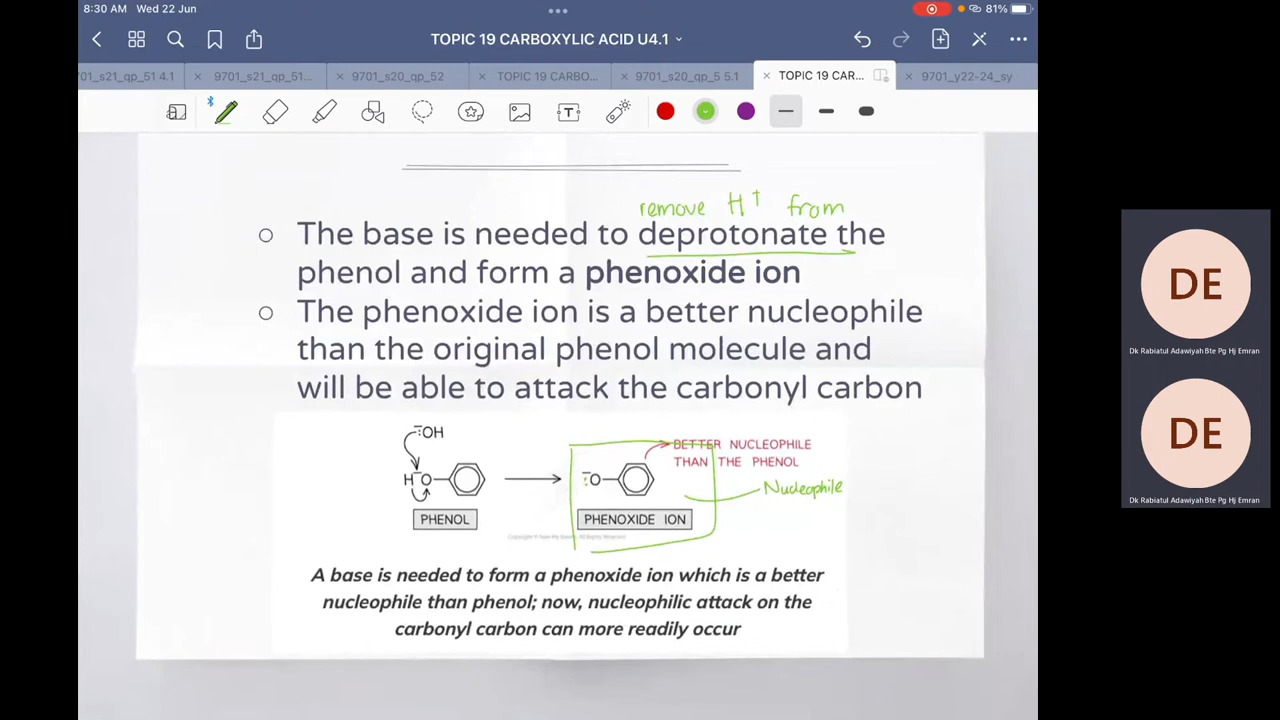 8:30 AM Wed 22 Jun
81%
TOPIC 19 CARBOXYLIC ACID U4.1
01_s21_qp_51 4.1
9701_s21_qp_51...
9701_s20_qp_52
TOPIC 19 CARBO...
9701_s20_qp_5 5.1
TOPIC 19 CAR...
9701_y22-24_sy
remove H+ from
The base is needed to deprotonate the
phenol and form a phenoxide ion
The phenoxide ion is a better nucleophile
than the original phenol molecule and
will be able to attack the carbonyl carbon
OH
H O
PHENOL
O
PHENOXIDE ION
BETTER NUCLEOPHILE
THAN THE PHENOL
Nucleophile
A base is needed to form a phenoxide ion which is a better
nucleophile than phenol; now, nucleophilic attack on the
carbonyl carbon can more readily occur
DE
Dk Rabiatul Adawiyah Bte Pg Hj Emran
DE
Dk Rabiatul Adawiyah Bte Pg Hj Emran